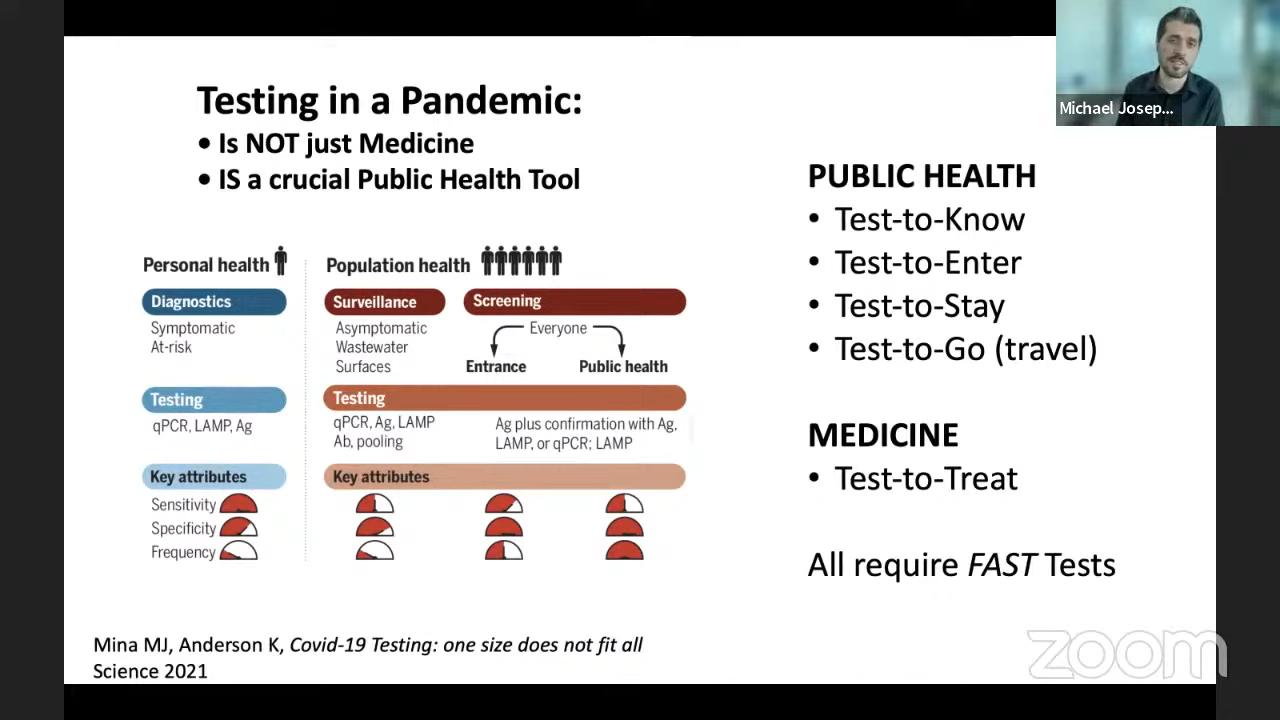 Testing in a Pandemic:
• Is NOT just Medicine
• IS a crucial Public Health Tool
Michael Josep...
Personal health
Population health
Diagnostics
Symptomatic
At-risk
Surveillance
Asymptomatic
Wastewater
Surfaces
Screening
Everyone
Entrance
Public health
Testing
qPCR, LAMP, Ag
Testing
qPCR, Ag, LAMP
Ab, pooling
Ag plus confirmation with Ag,
LAMP, or qPCR; LAMP
Key attributes
Key attributes
Sensitivity
Specificity
Frequency
PUBLIC HEALTH
• Test-to-Know
• Test-to-Enter
• Test-to-Stay
• Test-to-Go (travel)
MEDICINE
• Test-to-Treat
All require FAST Tests
Mina MJ, Anderson K, Covid-19 Testing: one size does not fit all
Science 2021
zoom